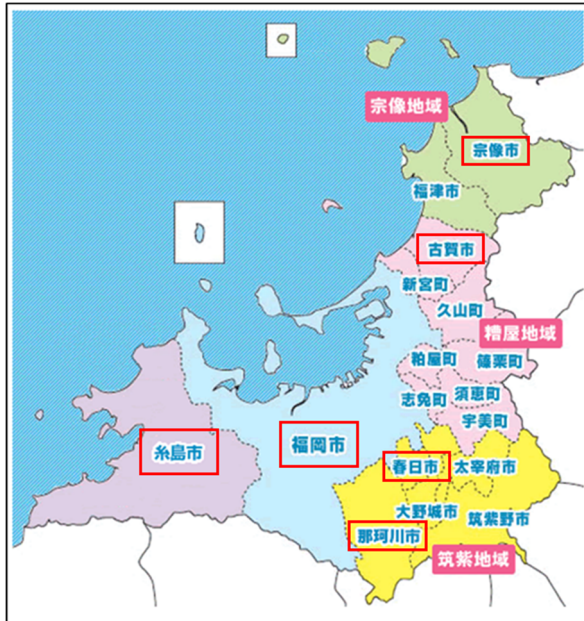 宗像地域
宗像市
福津市
古賀市
新宮町
久山町
糟屋地域
粕屋町
篠栗町
志免町
須恵町
宇美町
糸島市
福岡市
春日市
太宰府市
大野城市
筑紫野市
那珂川市
筑紫地域